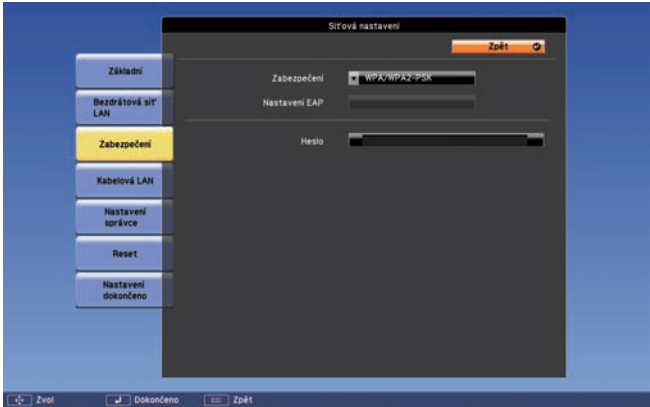 Síťová nastavení
Zpět
Základní
Bezdrátová síť
LAN
Zabezpečení
Kabelová LAN
Nastavení
správce
Reset
Nastavení
dokončeno
Zabezpečení
WPA/WPA2-PSK
Nastavení EAP
Heslo
Zvol
Dokončeno
Zpět